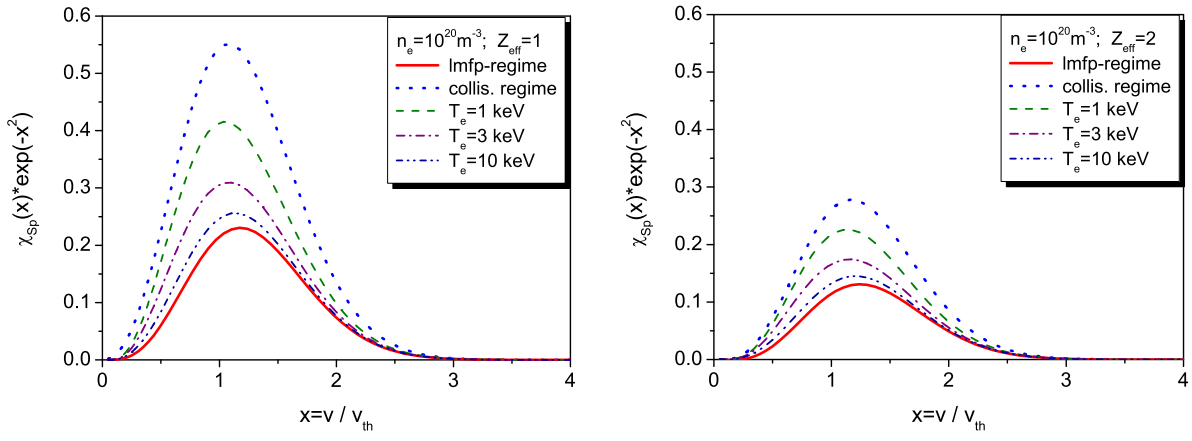 0.6
0.5
0.4
0.3
0.2
0.1
0.0
χSp(x)*exp(-x²)
0 1 2 3 4
x=v / vth
ne=10²⁰m⁻³; Zeff=1
lmfp-regime
collis. regime
Te=1 keV
Te=3 keV
Te=10 keV
0.6
0.5
0.4
0.3
0.2
0.1
0.0
χSp(x)*exp(-x²)
0 1 2 3 4
x=v / vth
ne=10²⁰m⁻³; Zeff=2
lmfp-regime
collis. regime
Te=1 keV
Te=3 keV
Te=10 keV